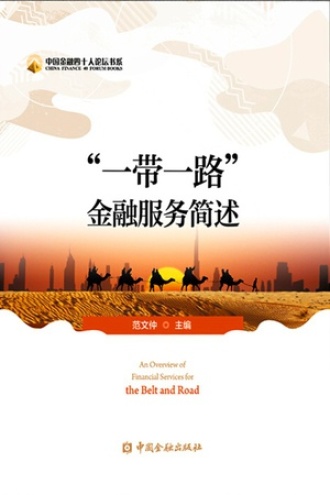 中国金融四十人论坛书系
CHINA FINANCE 40 FORUM BOOKS
“一带一路”
金融服务简述
范文仲 主编
An Overview of
Financial Services for
the Belt and Road
中国金融出版社